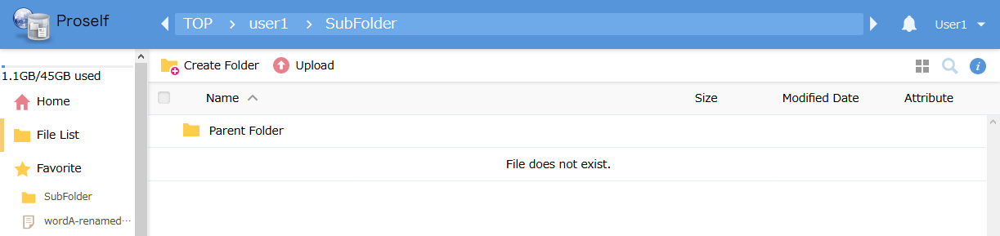 Proself
TOP user1 SubFolder
User1
1.1GB/45GB used
Home
File List
Favorite
SubFolder
wordA-renamed…
Create Folder Upload
Name Size Modified Date Attribute
Parent Folder
File does not exist.